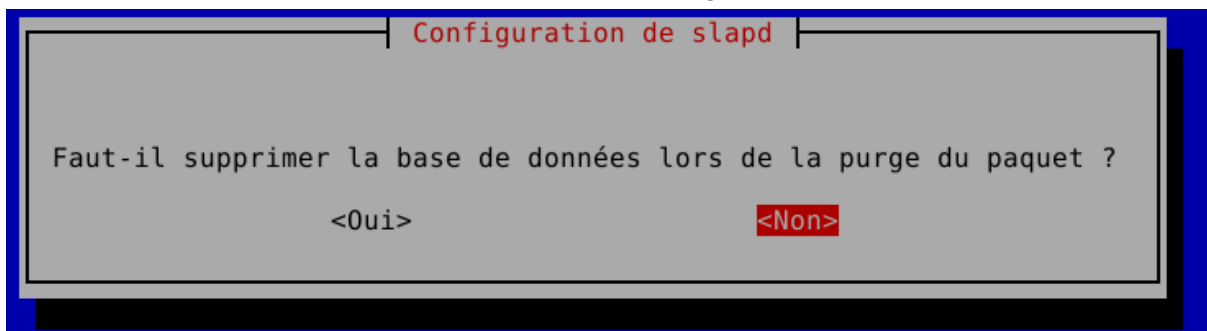 Configuration de slapd
Faut-il supprimer la base de données lors de la purge du paquet ?
<Oui> <Non>